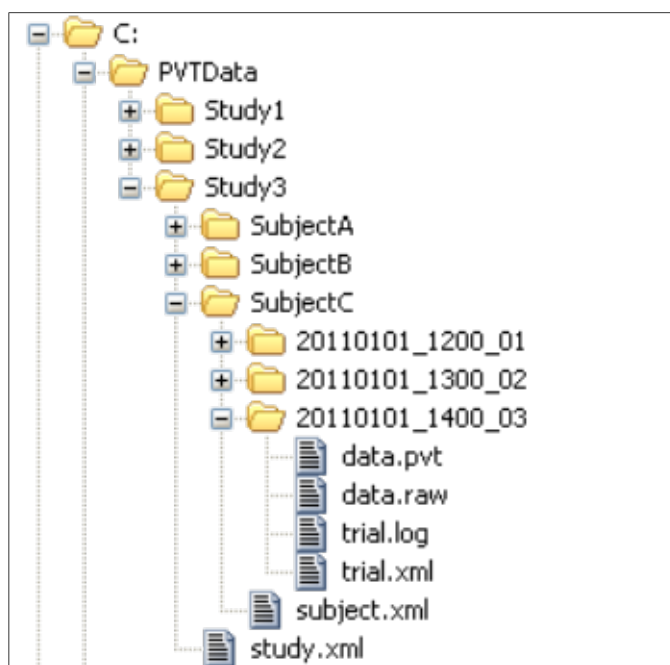 C:
PVTData
Study1
Study2
Study3
SubjectA
SubjectB
SubjectC
20110101_1200_01
20110101_1300_02
20110101_1400_03
data.pvt
data.raw
trial.log
trial.xml
subject.xml
study.xml